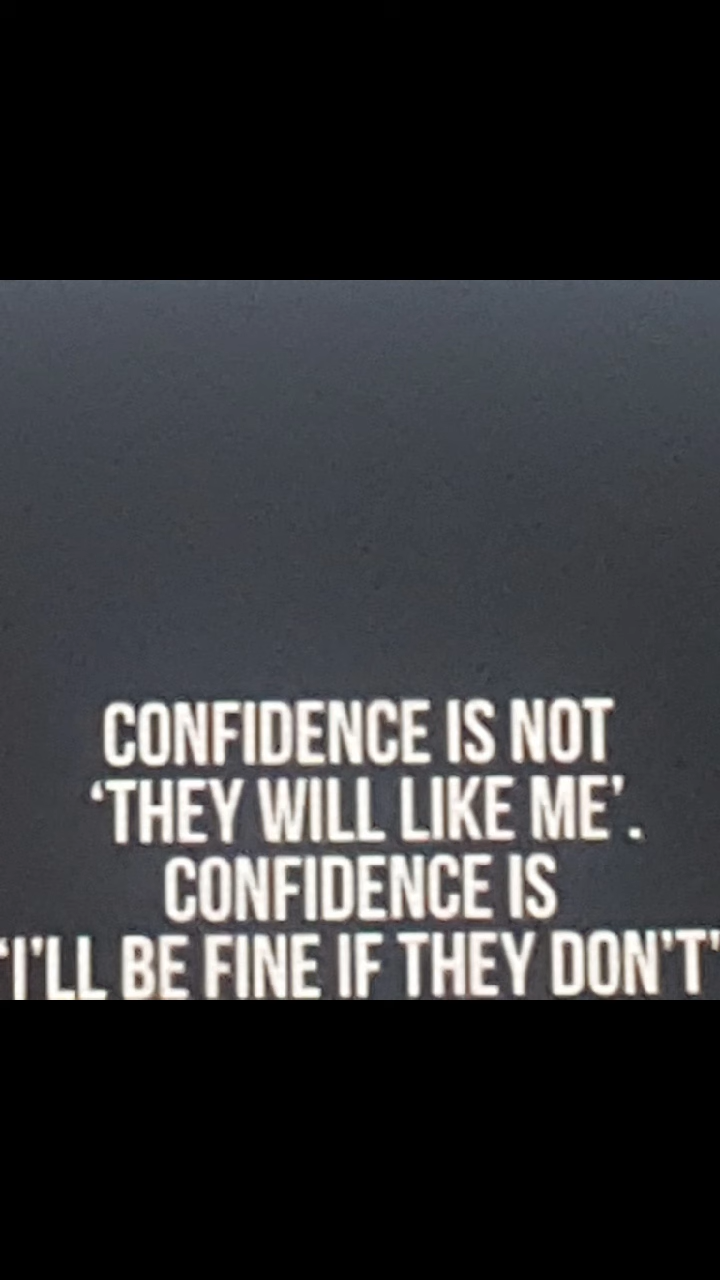 CONFIDENCE IS NOT
‘THEY WILL LIKE ME’.
CONFIDENCE IS
‘I’LL BE FINE IF THEY DON’T’